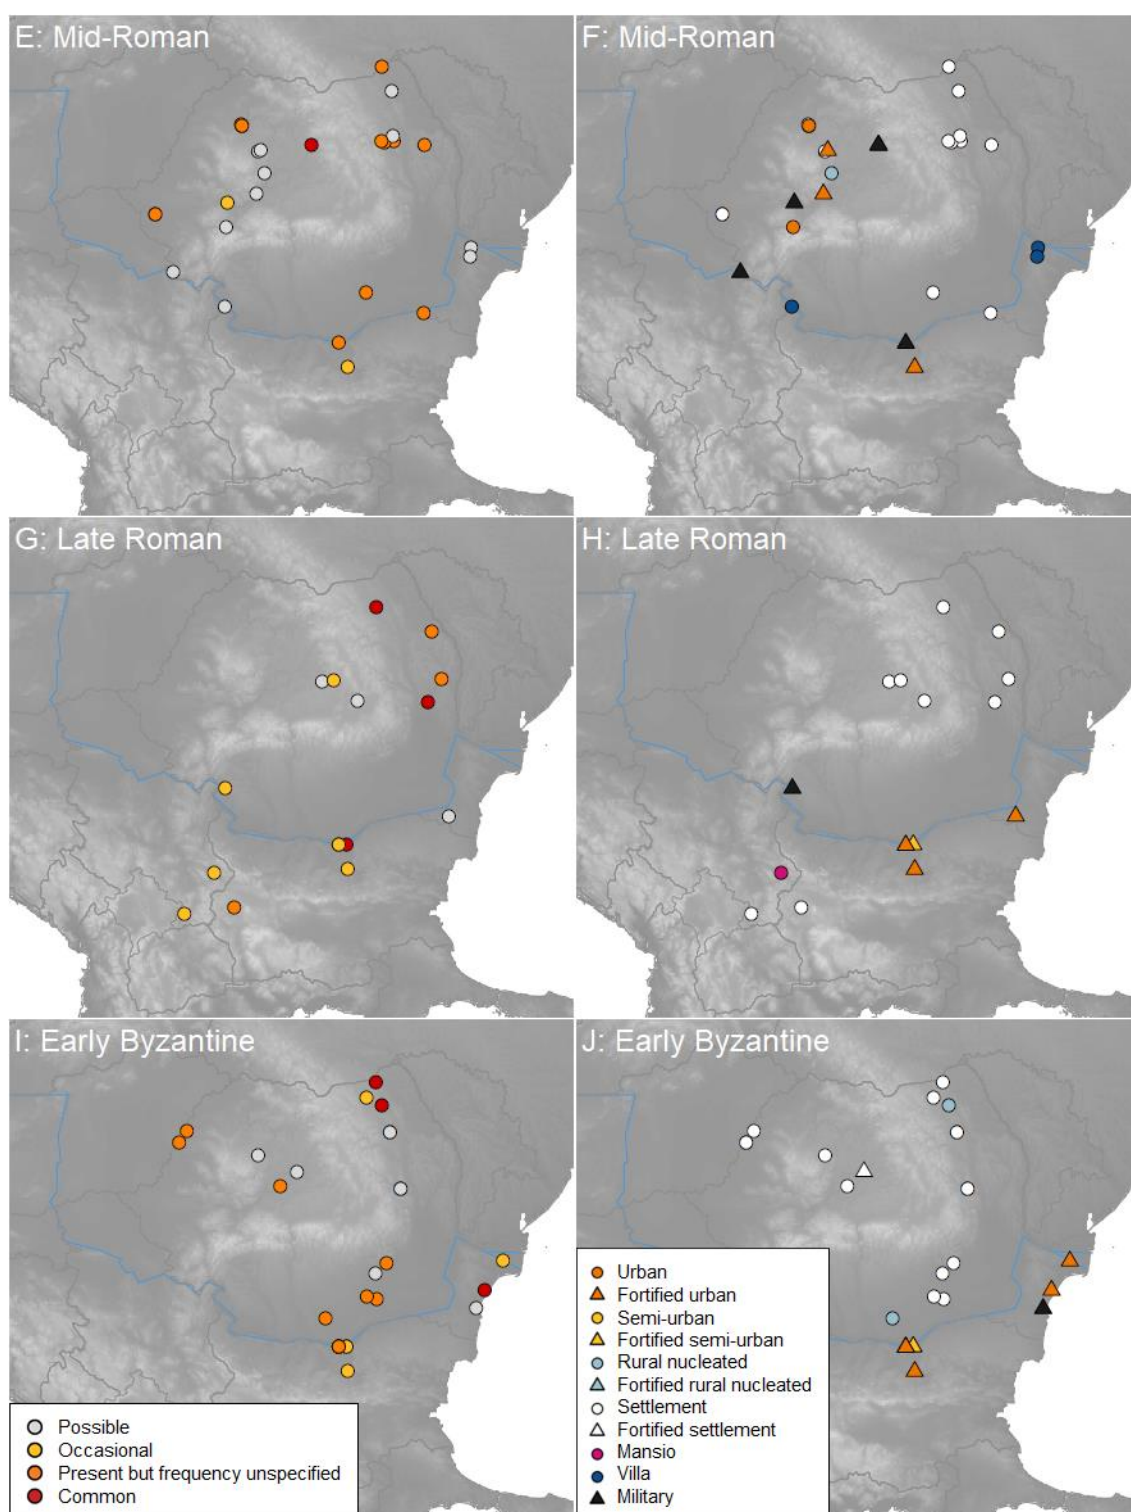 E: Mid-Roman
F: Mid-Roman
G: Late Roman
H: Late Roman
I: Early Byzantine
J: Early Byzantine
Possible
Occasional
Present but frequency unspecified
Common
Urban
Fortified urban
Semi-urban
Fortified semi-urban
Rural nucleated
Fortified rural nucleated
Settlement
Fortified settlement
Mansio
Villa
Military